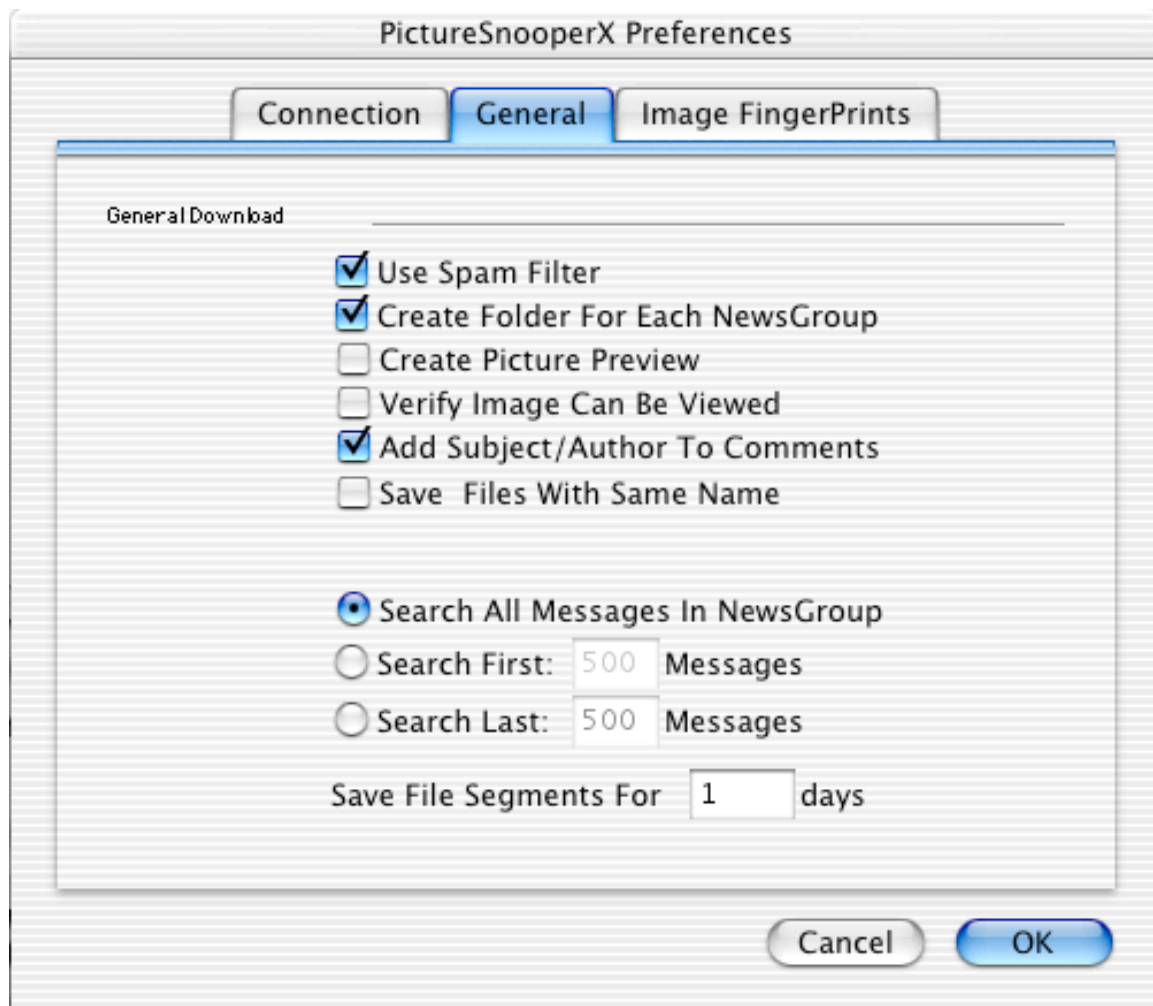 PictureSnooperX Preferences
Connection General Image FingerPrints
General Download
Use Spam Filter
Create Folder For Each NewsGroup
Create Picture Preview
Verify Image Can Be Viewed
Add Subject/Author To Comments
Save Files With Same Name
Search All Messages In NewsGroup
Search First: 500 Messages
Search Last: 500 Messages
Save File Segments For 1 days
Cancel OK